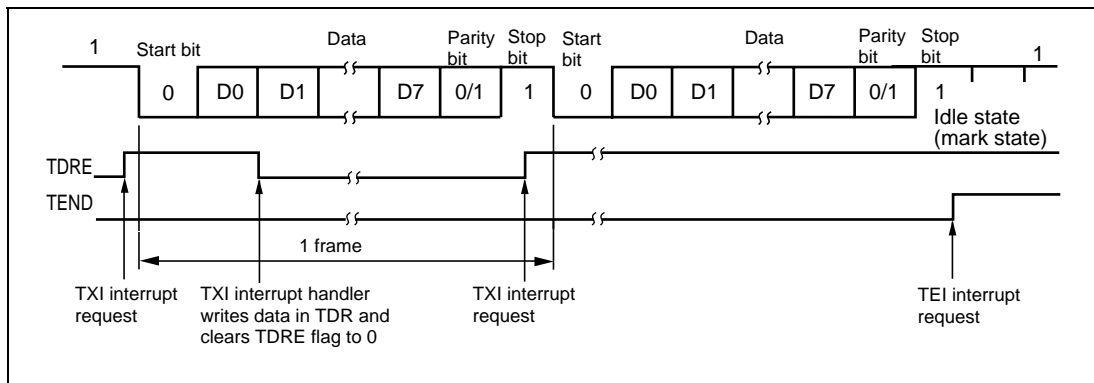 1 Start bit Data Parity bit Stop bit Start bit Data Parity bit Stop bit 1
0 D0 D1 D7 0/1 1 0 D0 D1 D7 0/1 1
Idle state
(mark state)
TDRE
TEND
1 frame
TXI interrupt
request
TXI interrupt handler
writes data in TDR and
clears TDRE flag to 0
TXI interrupt
request
TEI interrupt
request